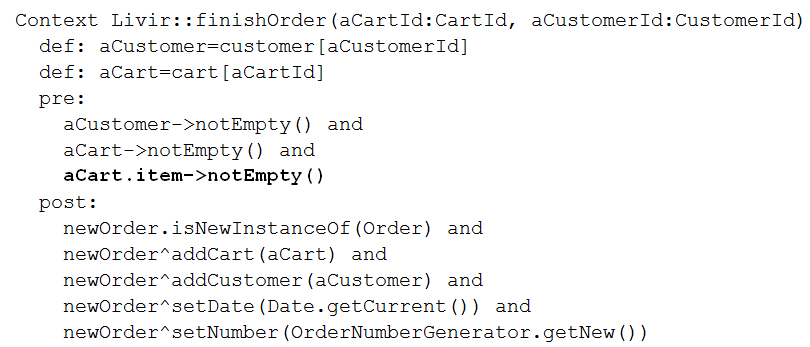 Context Livir::finishOrder(aCartId:CartId, aCustomerId:CustomerId)
def: aCustomer=customer[aCustomerId]
def: aCart=cart[aCartId]
pre:
aCustomer->notEmpty() and
aCart->notEmpty() and
aCart.item->notEmpty()
post:
newOrder.isNewInstanceOf(Order) and
newOrder^addCart(aCart) and
newOrder^addCustomer(aCustomer) and
newOrder^setDate(Date.getCurrent()) and
newOrder^setNumber(OrderNumberGenerator.getNew())